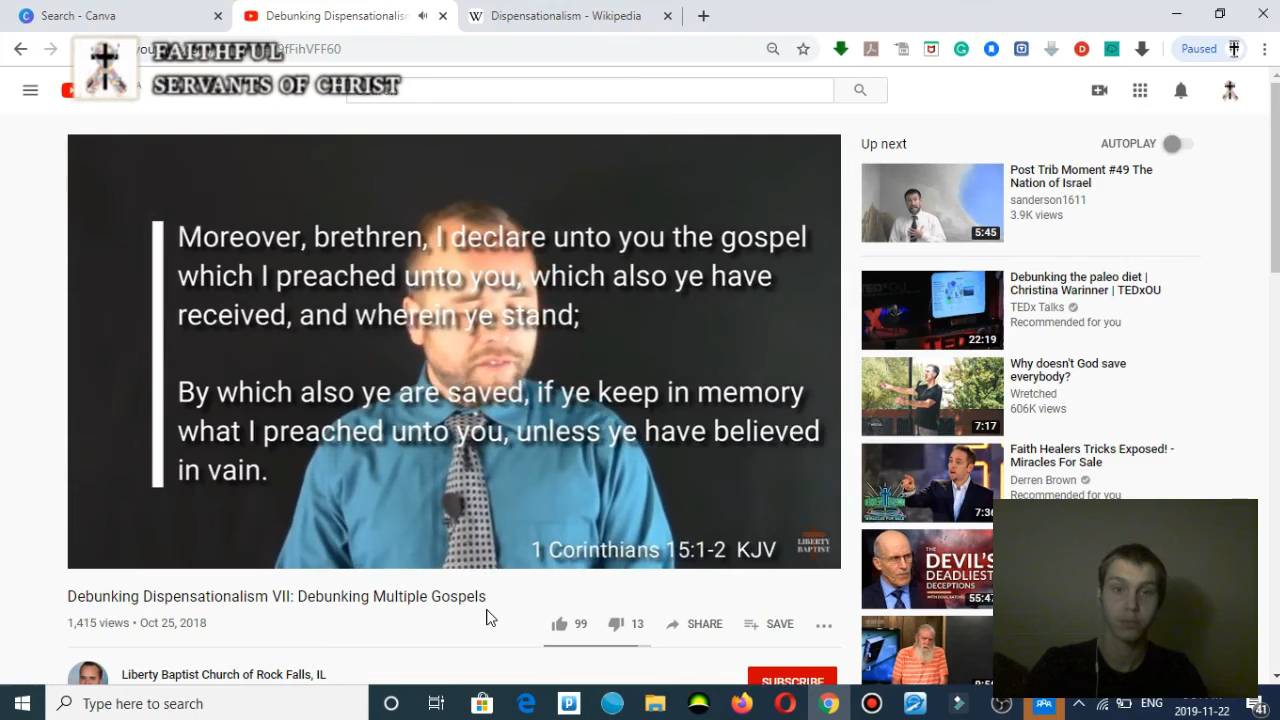 Search - Canva
Debunking Dispensationalism
Dispensationalism - Wikipedia
fFihVFF60
Paused
FAITHFUL
SERVANTS OF CHRIST
Moreover, brethren, I declare unto you the gospel
which I preached unto you, which also ye have
received, and wherein ye stand;
By which also ye are saved, if ye keep in memory
what I preached unto you, unless ye have believed
in vain.
1 Corinthians 15:1-2 KJV
LIBERTY
BAPTIST
Debunking Dispensationalism VII: Debunking Multiple Gospels
1,415 views • Oct 25, 2018
99
13
SHARE
SAVE
Liberty Baptist Church of Rock Falls, IL
SUBSCRIBE
Up next
AUTOPLAY
Post Trib Moment #49 The
Nation of Israel
sanderson1611
3.9K views
5:45
Debunking the paleo diet |
Christina Warinner | TEDxOU
TEDx Talks
Recommended for you
22:19
Why doesn't God save
everybody?
Wretched
606K views
7:17
Faith Healers Tricks Exposed! -
Miracles For Sale
Derren Brown
Recommended for you
7:36
THE
DEVIL'S
DEADLIEST
DECEPTIONS
55:47
Type here to search
ENG
2019-11-22
41